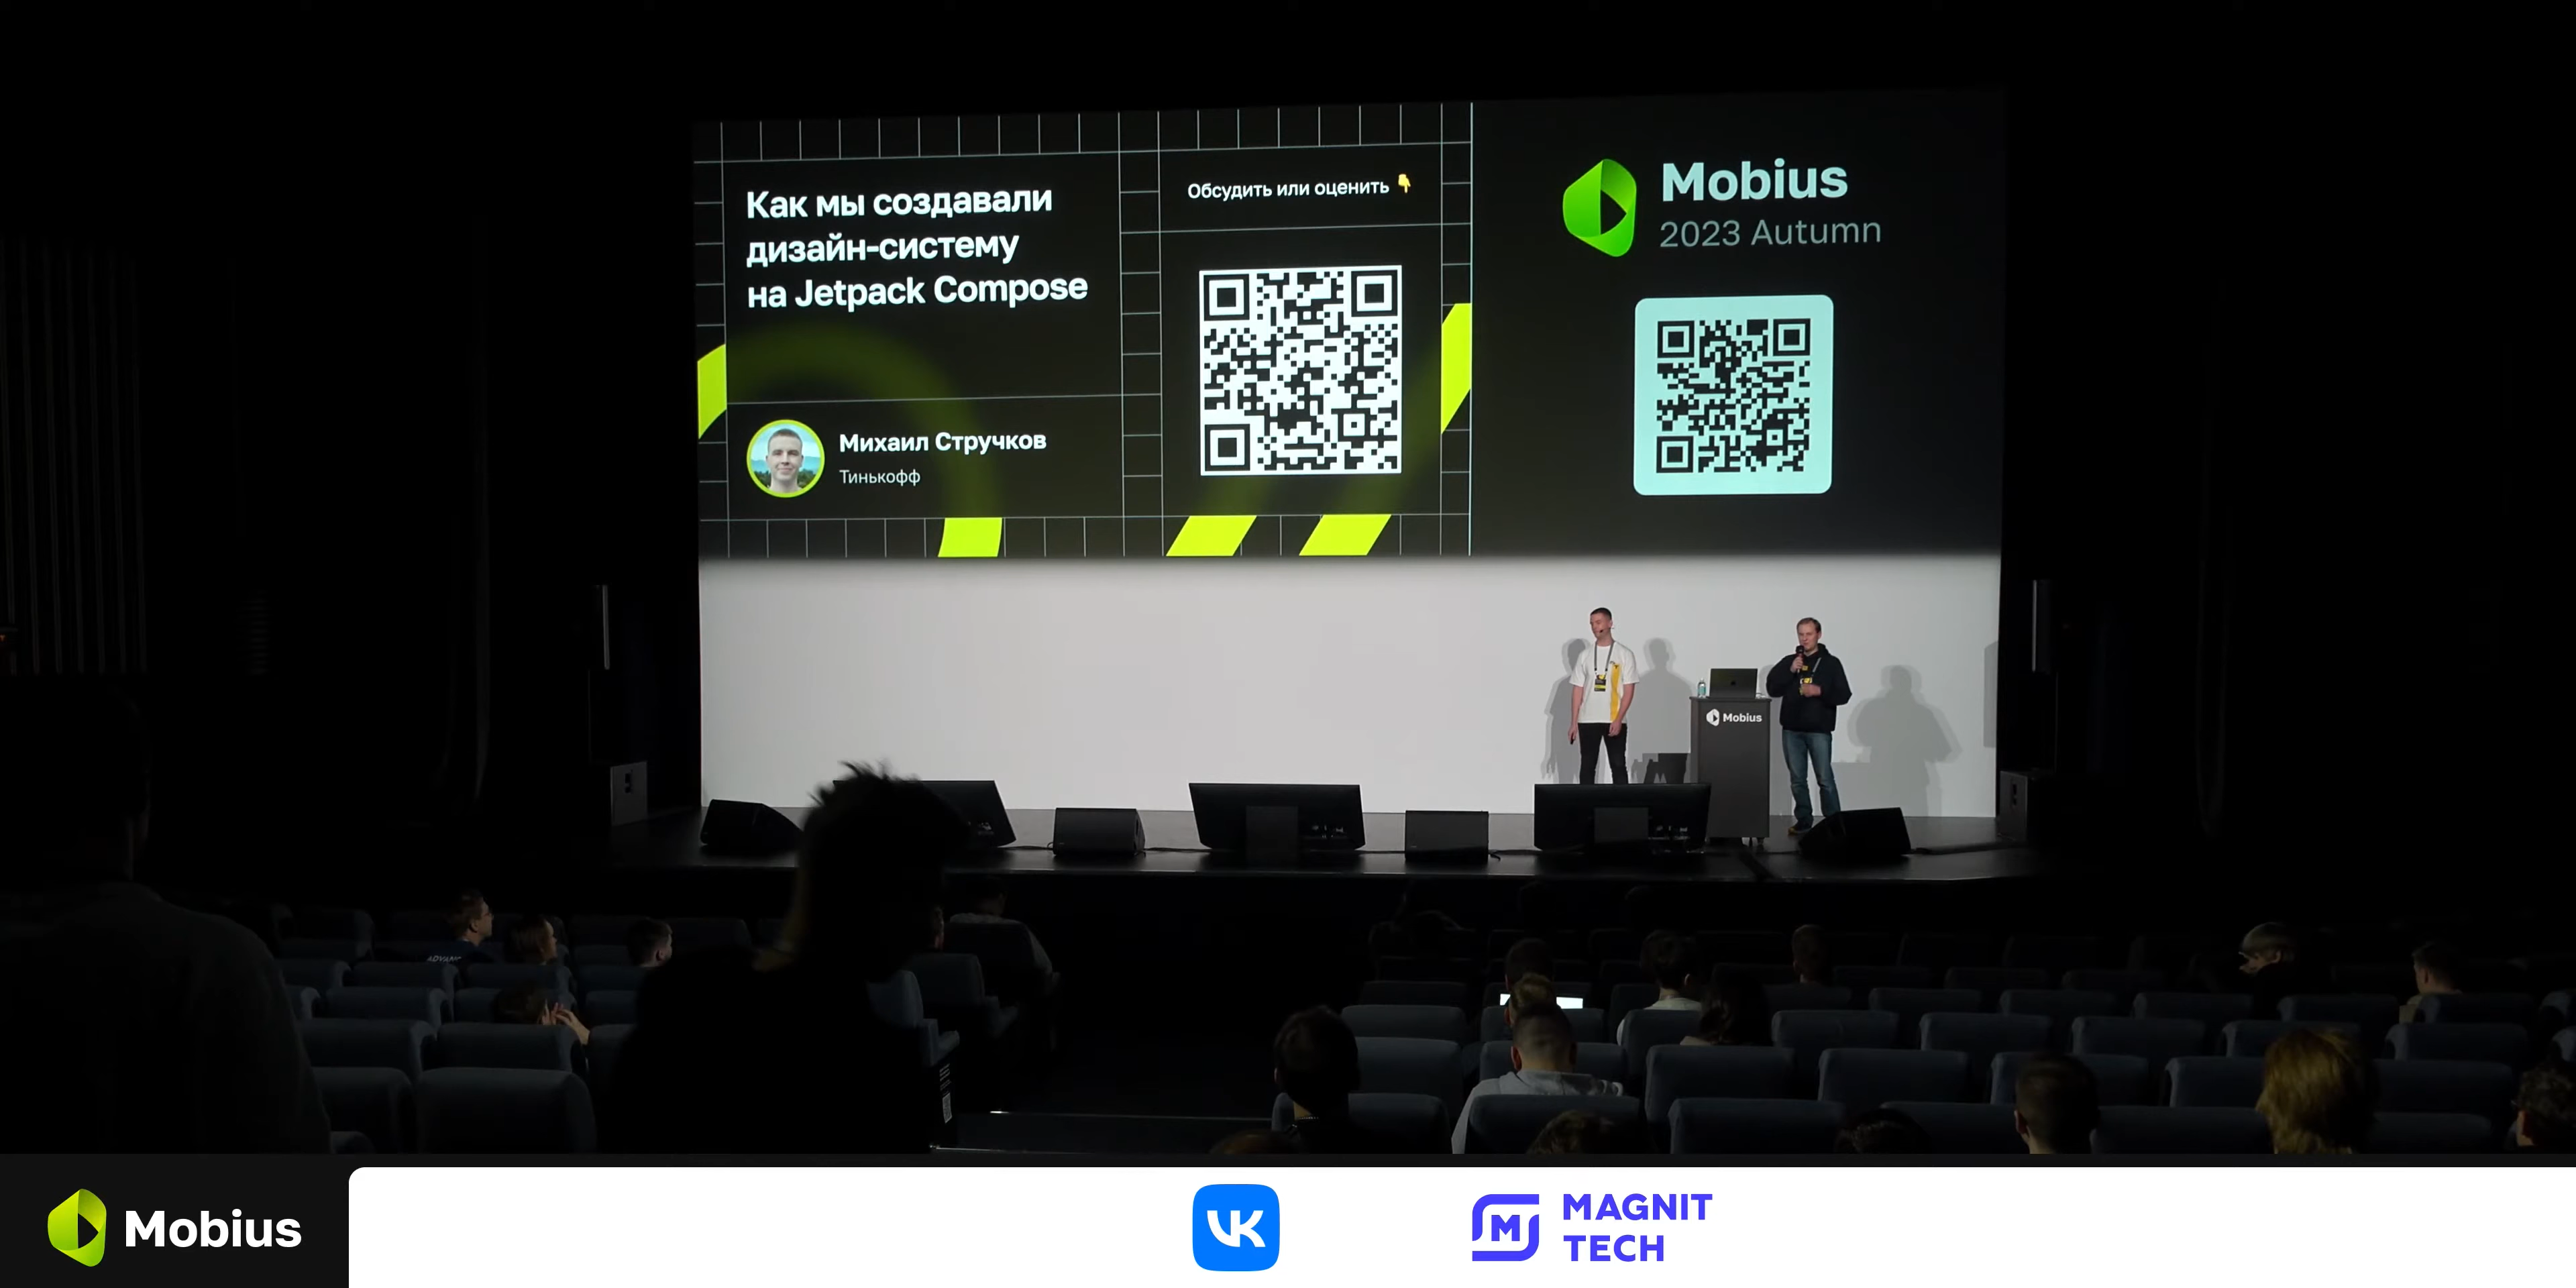 Как мы создавали
дизайн-систему
на Jetpack Compose
Михаил Стручков
Тинькофф
Обсудить или оценить 👇
Mobius
2023 Autumn
Mobius
Mobius
VK
MAGNIT
TECH